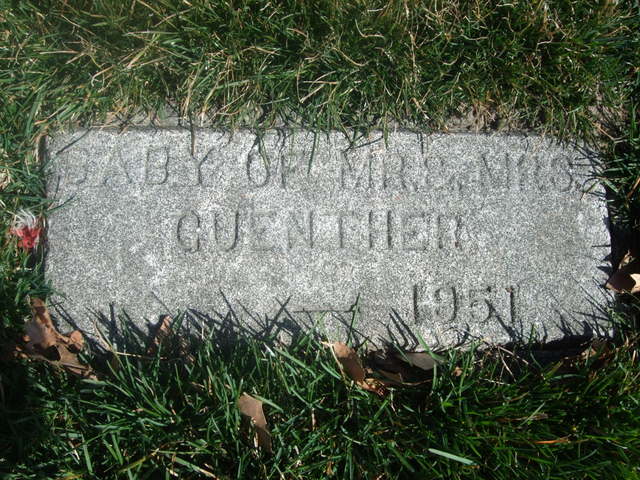 BABY OF MR. & MRS.
GUENTHER
— 1951